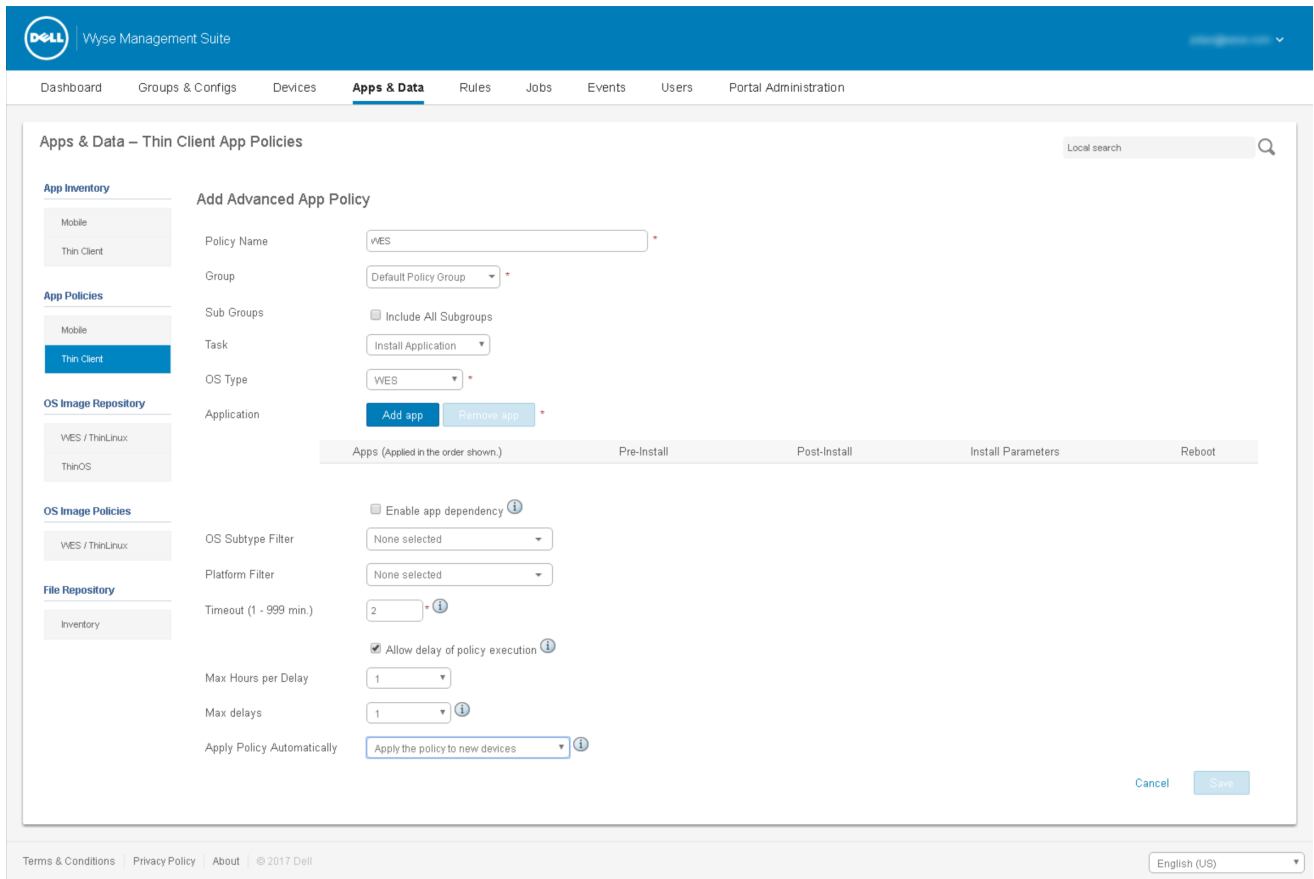 DELL Wyse Management Suite
Dashboard Groups & Configs Devices Apps & Data Rules Jobs Events Users Portal Administration
Apps & Data – Thin Client App Policies
Local search
App Inventory
Mobile
Thin Client
App Policies
Mobile
Thin Client
OS Image Repository
WES / ThinLinux
ThinOS
OS Image Policies
WES / ThinLinux
File Repository
Inventory
Add Advanced App Policy
Policy Name WES *
Group Default Policy Group *
Sub Groups Include All Subgroups
Task Install Application
OS Type WES *
Application Add app Remove app *
Apps (Applied in the order shown.) Pre-Install Post-Install Install Parameters Reboot
Enable app dependency i
OS Subtype Filter None selected
Platform Filter None selected
Timeout (1 - 999 min.) 2 * i
Allow delay of policy execution i
Max Hours per Delay 1
Max delays 1 i
Apply Policy Automatically Apply the policy to new devices i
Cancel Save
Terms & Conditions Privacy Policy About © 2017 Dell
English (US)